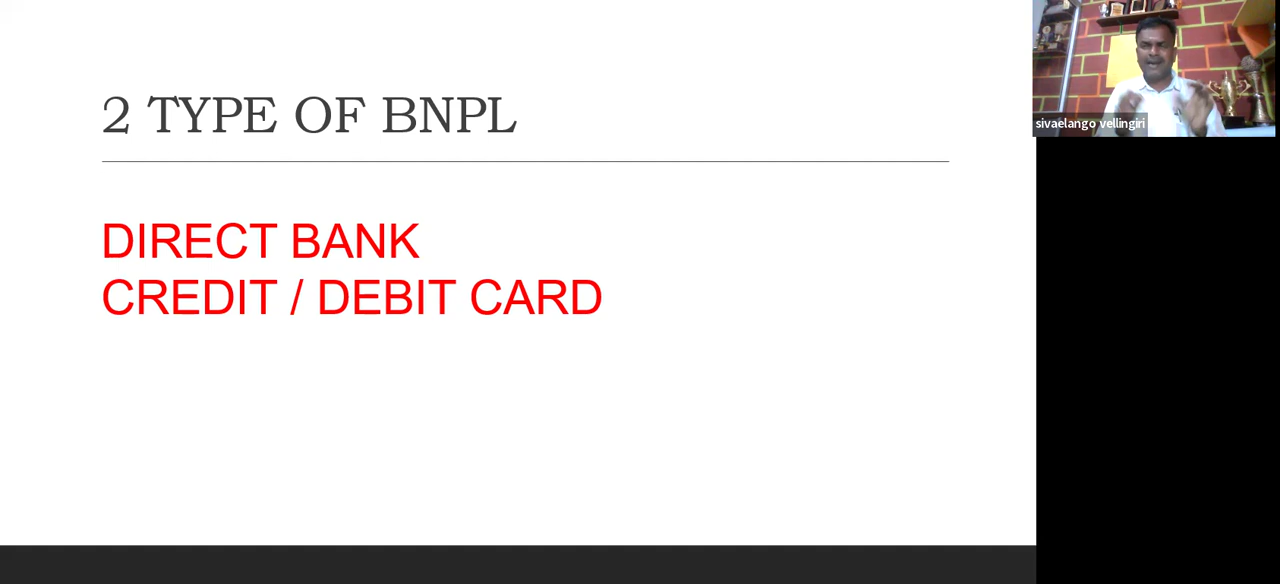 2 TYPE OF BNPL
DIRECT BANK
CREDIT / DEBIT CARD
sivaelango vellingiri